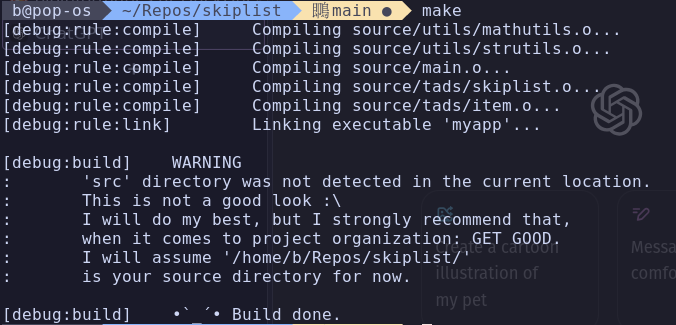 b@pop-os ~/Repos/skiplist main ● make
[debug:rule:compile] Compiling source/utils/mathutils.o...
[debug:rule:compile] Compiling source/utils/strutils.o...
[debug:rule:compile] Compiling source/main.o...
[debug:rule:compile] Compiling source/tads/skiplist.o...
[debug:rule:compile] Compiling source/tads/item.o...
[debug:rule:link] Linking executable 'myapp'...
[debug:build] WARNING
: 'src' directory was not detected in the current location.
: This is not a good look :\
: I will do my best, but I strongly recommend that,
: when it comes to project organization: GET GOOD.
: I will assume '/home/b/Repos/skiplist/'
: is your source directory for now.
[debug:build] •`_´• Build done.
ChatGPT
Create a cartoon
illustration of
my pet
Messa
comfo